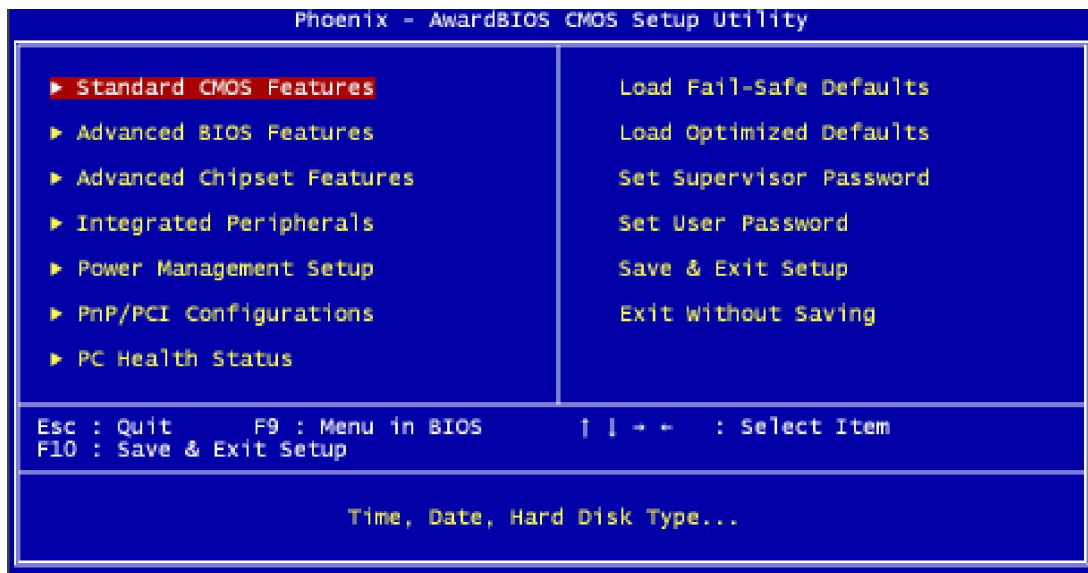 Phoenix - AwardBIOS CMOS Setup Utility
► Standard CMOS Features
► Advanced BIOS Features
► Advanced Chipset Features
► Integrated Peripherals
► Power Management Setup
► PnP/PCI Configurations
► PC Health Status
Load Fail-Safe Defaults
Load Optimized Defaults
Set Supervisor Password
Set User Password
Save & Exit Setup
Exit Without Saving
Esc : Quit F9 : Menu in BIOS ↑ ↓ → ← : Select Item
F10 : Save & Exit Setup
Time, Date, Hard Disk Type...